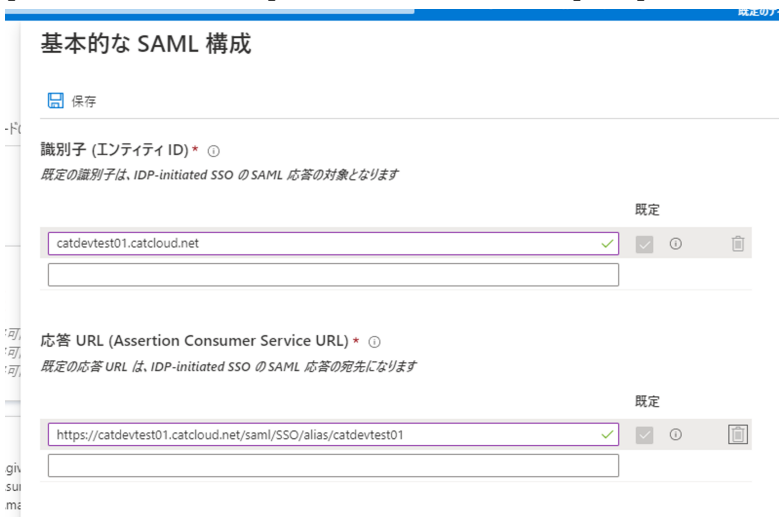 基本的な SAML 構成
保存
識別子 (エンティティ ID) *
既定の識別子は、IDP-initiated SSO の SAML 応答の対象となります
既定
catdevtest01.catcloud.net
応答 URL (Assertion Consumer Service URL) *
既定の応答 URL は、IDP-initiated SSO の SAML 応答の宛先になります
既定
https://catdevtest01.catcloud.net/saml/SSO/alias/catdevtest01